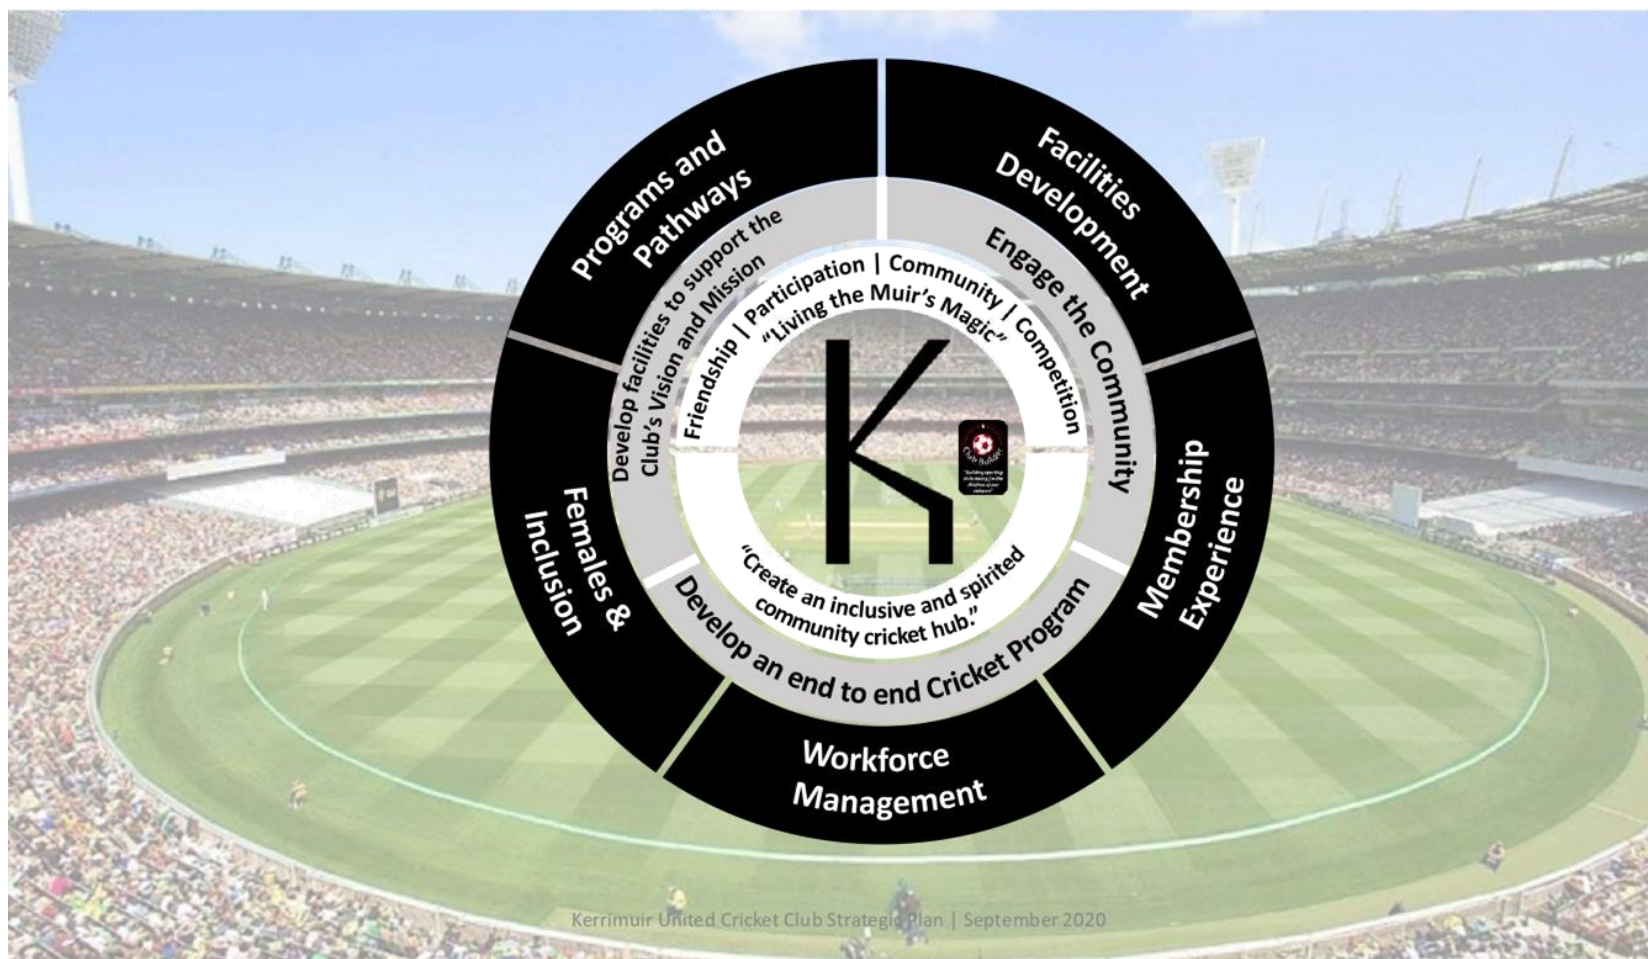 Programs and
Pathways
Facilities
Development
Membership
Experience
Workforce
Management
Females &
Inclusion
Develop facilities to support the
Club's Vision and Mission
Engage the Community
Develop an end to end Cricket Program
Friendship | Participation | Community | Competition
“Living the Muir’s Magic”
“Create an inclusive and spirited
community cricket hub.”
K
Club Builder
Kerrimuir United Cricket Club Strategic Plan | September 2020